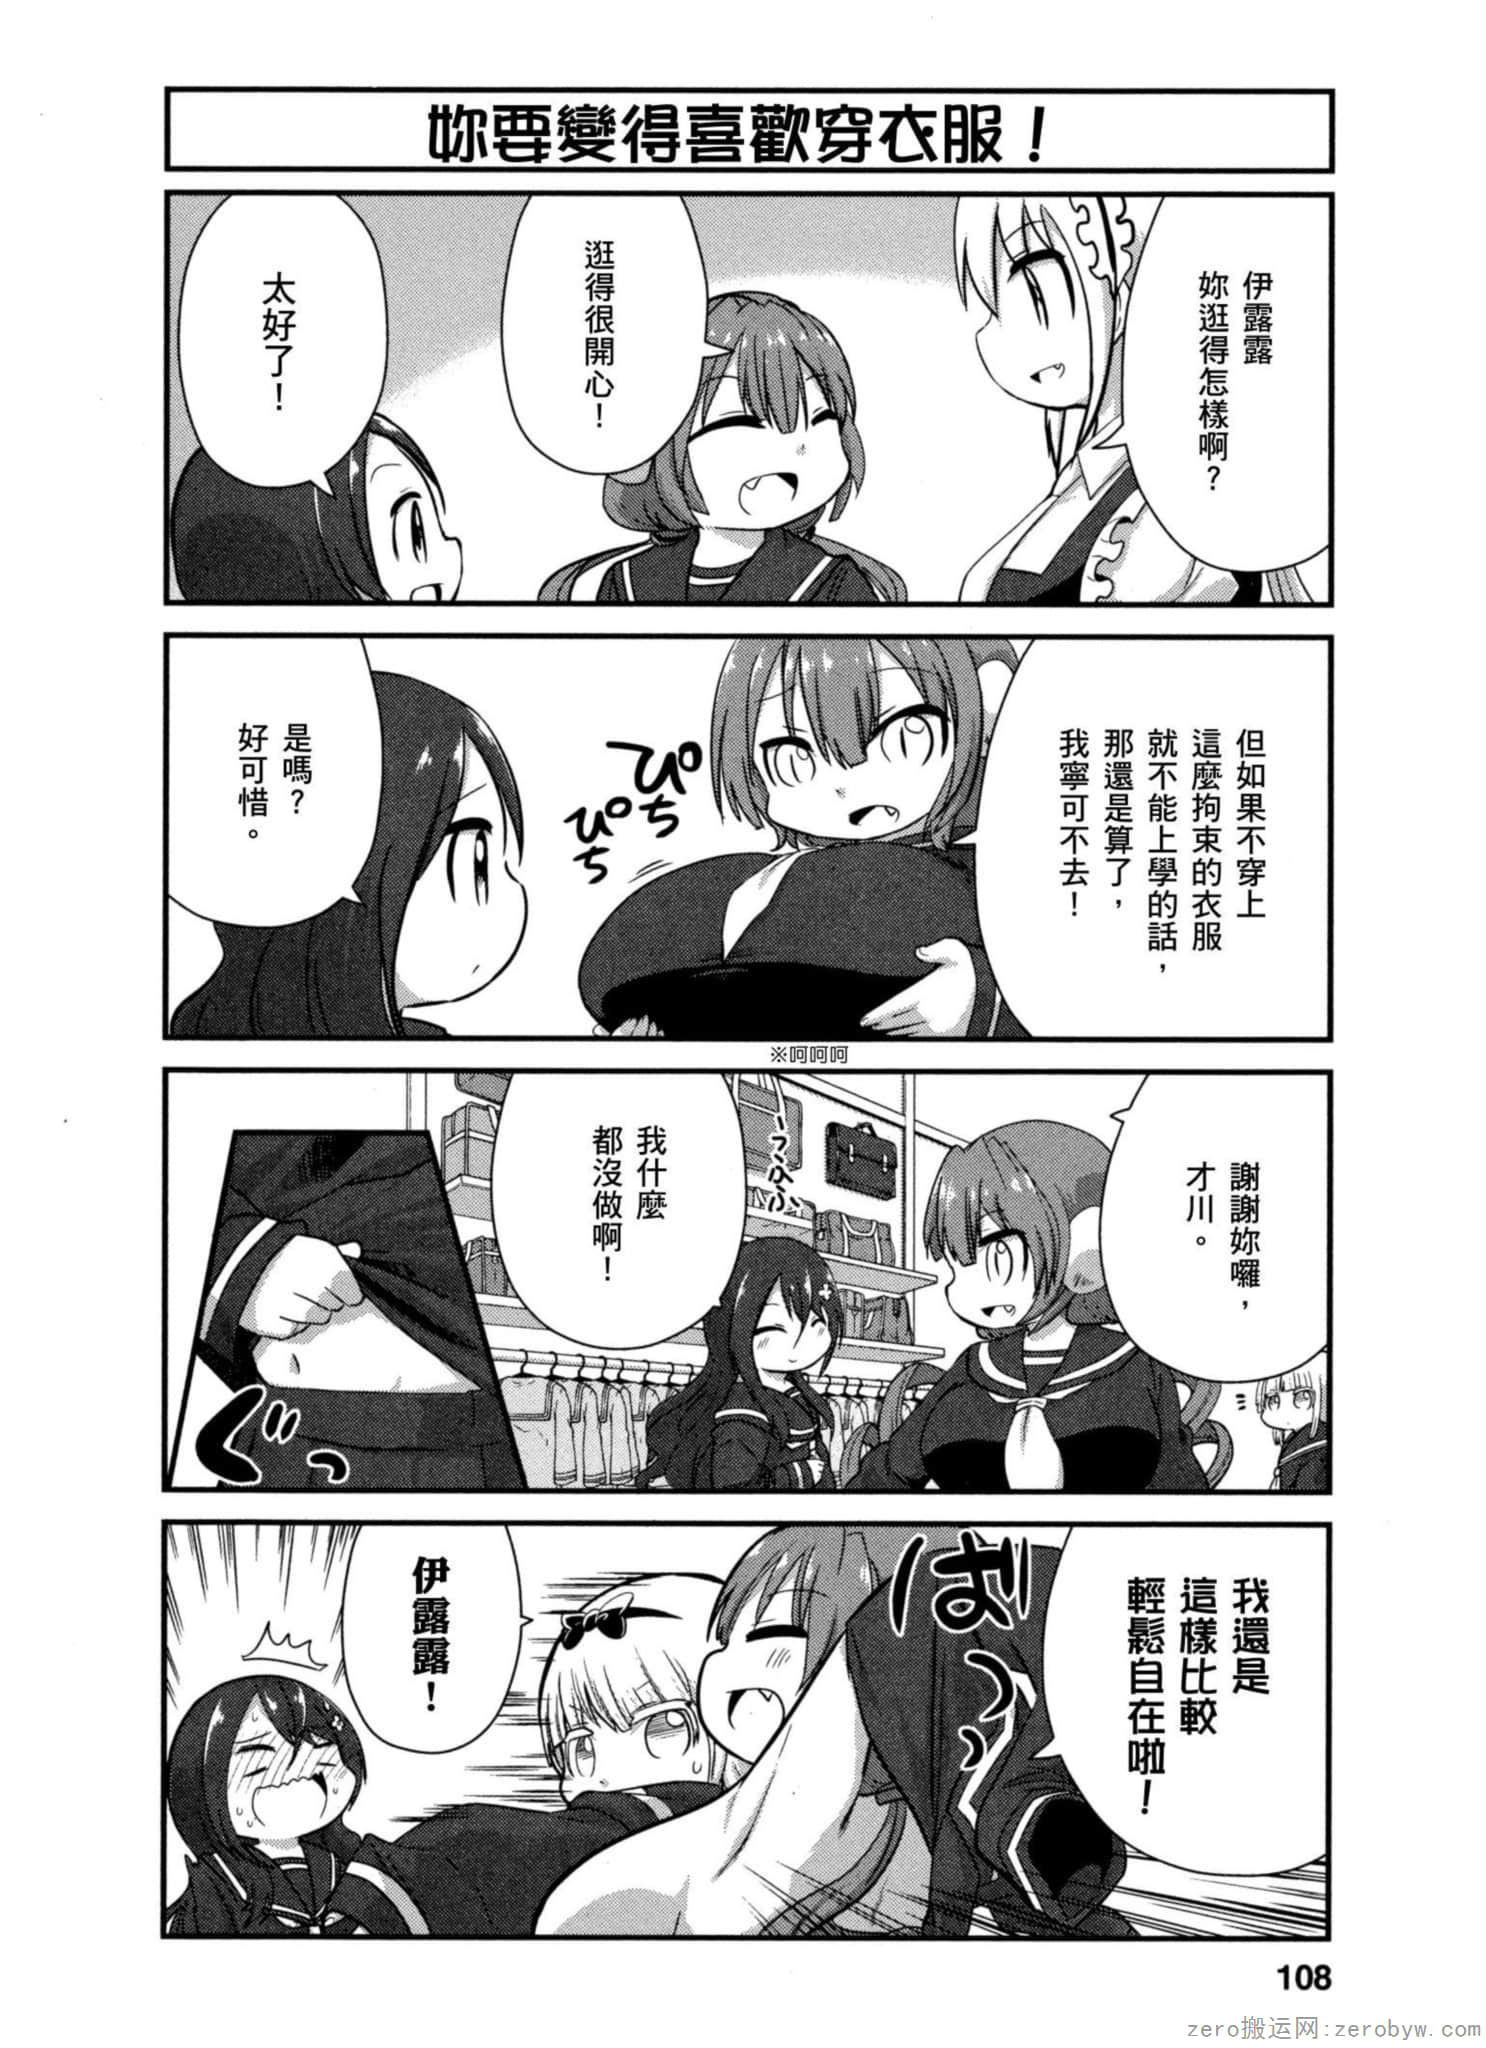 妳要變得喜歡穿衣服！
伊露露
妳逛得怎樣啊？
逛得很開心！
太好了！
但如果不穿上
這麼拘束的衣服
就不能上學的話，
那還是算了，
我寧可不去！
ぴち
ぴち
是嗎？
好可惜。
※呵呵呵
謝謝妳囉，
才川。
ふふっ
我什麼
都沒做啊！
ぐっ
我還是
這樣比較
輕鬆自在啦！
ばっ
伊露露！
108
zero搬运网:zerobyw.com